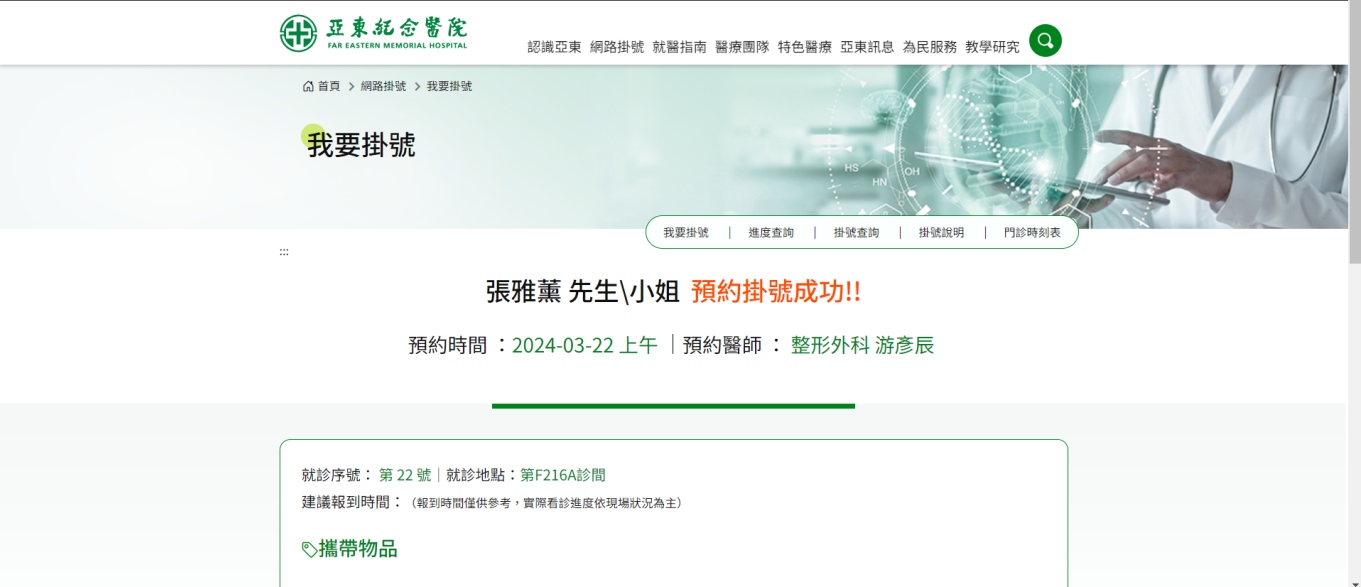 亞東紀念醫院
FAR EASTERN MEMORIAL HOSPITAL
認識亞東 網路掛號 就醫指南 醫療團隊 特色醫療 亞東訊息 為民服務 教學研究
首頁 > 網路掛號 > 我要掛號
我要掛號
HS
HN
OH
我要掛號 | 進度查詢 | 掛號查詢 | 掛號說明 | 門診時刻表
:::
張雅薰 先生\小姐 預約掛號成功!!
預約時間 ：2024-03-22 上午 │預約醫師 ： 整形外科 游彥辰
就診序號： 第 22 號│就診地點：第F216A診間
建議報到時間：（報到時間僅供參考，實際看診進度依現場狀況為主）
攜帶物品